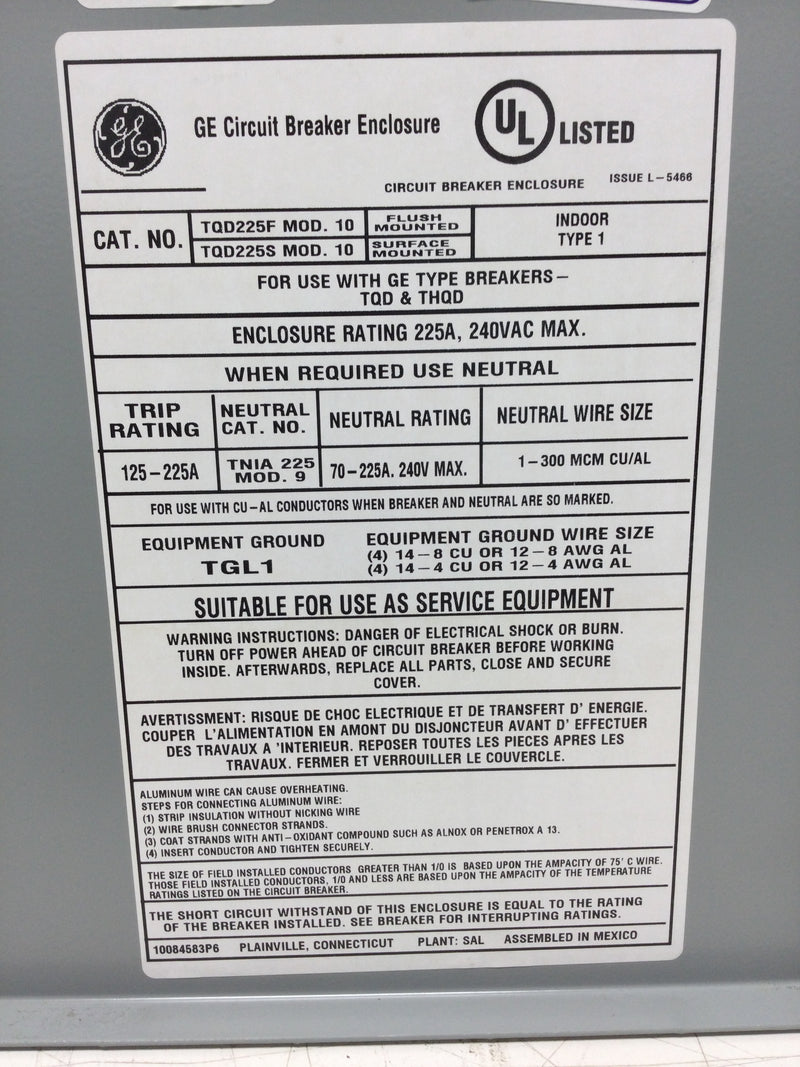 GE
GE Circuit Breaker Enclosure
UL LISTED
CIRCUIT BREAKER ENCLOSURE
ISSUE L-5466
CAT. NO.
TQD225F MOD. 10
FLUSH MOUNTED
TQD225S MOD. 10
SURFACE MOUNTED
INDOOR
TYPE 1
FOR USE WITH GE TYPE BREAKERS-
TQD & THQD
ENCLOSURE RATING 225A, 240VAC MAX.
WHEN REQUIRED USE NEUTRAL
TRIP RATING
NEUTRAL CAT. NO.
NEUTRAL RATING
NEUTRAL WIRE SIZE
125-225A
TNIA 225 MOD. 9
70-225A. 240V MAX.
1-300 MCM CU/AL
FOR USE WITH CU-AL CONDUCTORS WHEN BREAKER AND NEUTRAL ARE SO MARKED.
EQUIPMENT GROUND
TGL1
EQUIPMENT GROUND WIRE SIZE
(4) 14-8 CU OR 12-8 AWG AL
(4) 14-4 CU OR 12-4 AWG AL
SUITABLE FOR USE AS SERVICE EQUIPMENT
WARNING INSTRUCTIONS: DANGER OF ELECTRICAL SHOCK OR BURN.
TURN OFF POWER AHEAD OF CIRCUIT BREAKER BEFORE WORKING
INSIDE. AFTERWARDS, REPLACE ALL PARTS, CLOSE AND SECURE
COVER.
AVERTISSMENT: RISQUE DE CHOC ELECTRIQUE ET DE TRANSFERT D' ENERGIE.
COUPER L'ALIMENTATION EN AMONT DU DISJONCTEUR AVANT D' EFFECTUER
DES TRAVAUX A 'INTERIEUR. REPOSER TOUTES LES PIECES APRES LES
TRAVAUX. FERMER ET VERROUILLER LE COUVERCLE.
ALUMINUM WIRE CAN CAUSE OVERHEATING.
STEPS FOR CONNECTING ALUMINUM WIRE:
(1) STRIP INSULATION WITHOUT NICKING WIRE
(2) WIRE BRUSH CONNECTOR STRANDS.
(3) COAT STRANDS WITH ANTI-OXIDANT COMPOUND SUCH AS ALNOX OR PENETROX A 13.
(4) INSERT CONDUCTOR AND TIGHTEN SECURELY.
THE SIZE OF FIELD INSTALLED CONDUCTORS GREATER THAN 1/0 IS BASED UPON THE AMPACITY OF 75' C WIRE.
THOSE FIELD INSTALLED CONDUCTORS, 1/0 AND LESS ARE BASED UPON THE AMPACITY OF THE TEMPERATURE
RATINGS LISTED ON THE CIRCUIT BREAKER.
THE SHORT CIRCUIT WITHSTAND OF THIS ENCLOSURE IS EQUAL TO THE RATING
OF THE BREAKER INSTALLED. SEE BREAKER FOR INTERRUPTING RATINGS.
10084583P6 PLAINVILLE, CONNECTICUT PLANT: SAL ASSEMBLED IN MEXICO